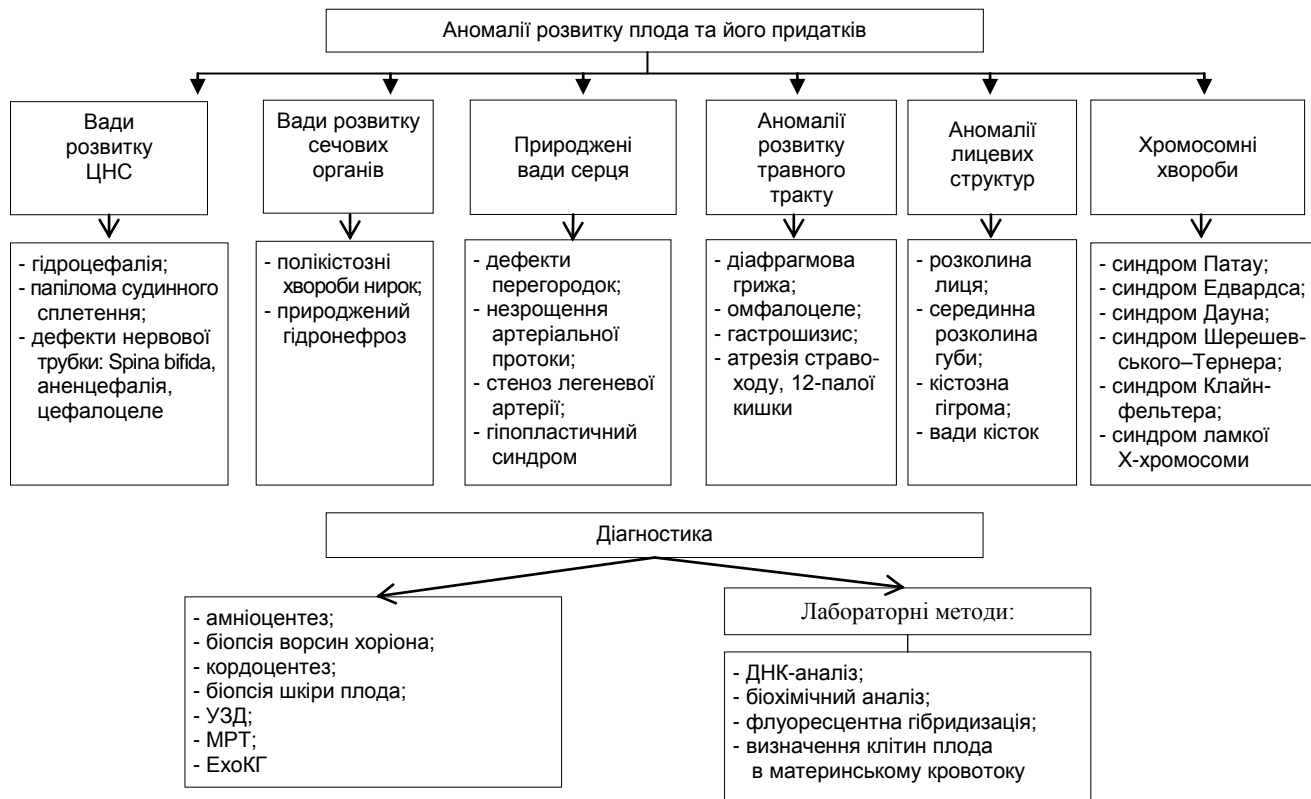 Аномалії розвитку плода та його придатків
Вади
розвитку
ЦНС
Вади розвитку
сечових
органів
Природжені
вади серця
Аномалії
розвитку
травного
тракту
Аномалії
лицевих
структур
Хромосомні
хвороби
- гідроцефалія;
- папілома судинного
сплетення;
- дефекти нервової
трубки: Spina bifida,
аненцефалія,
цефалоцеле
- полікістозні
хвороби нирок;
- природжений
гідронефроз
- дефекти
перегородок;
- незрощення
артеріальної
протоки;
- стеноз легеневої
артерії;
- гіпопластичний
синдром
- діафрагмова
грижа;
- омфалоцеле;
- гастрошизис;
- атрезія страво-
ходу, 12-палої
кишки
- розколина
лиця;
- серединна
розколина
губи;
- кістозна
гігрома;
- вади кісток
- синдром Патау;
- синдром Едвардса;
- синдром Дауна;
- синдром Шерешев-
ського–Тернера;
- синдром Клайн-
фельтера;
- синдром ламкої
Х-хромосоми
Діагностика
- амніоцентез;
- біопсія ворсин хоріона;
- кордоцентез;
- біопсія шкіри плода;
- УЗД;
- МРТ;
- ЕхоКГ
Лабораторні методи:
- ДНК-аналіз;
- біохімічний аналіз;
- флуоресцентна гібридизація;
- визначення клітин плода
в материнському кровотоку